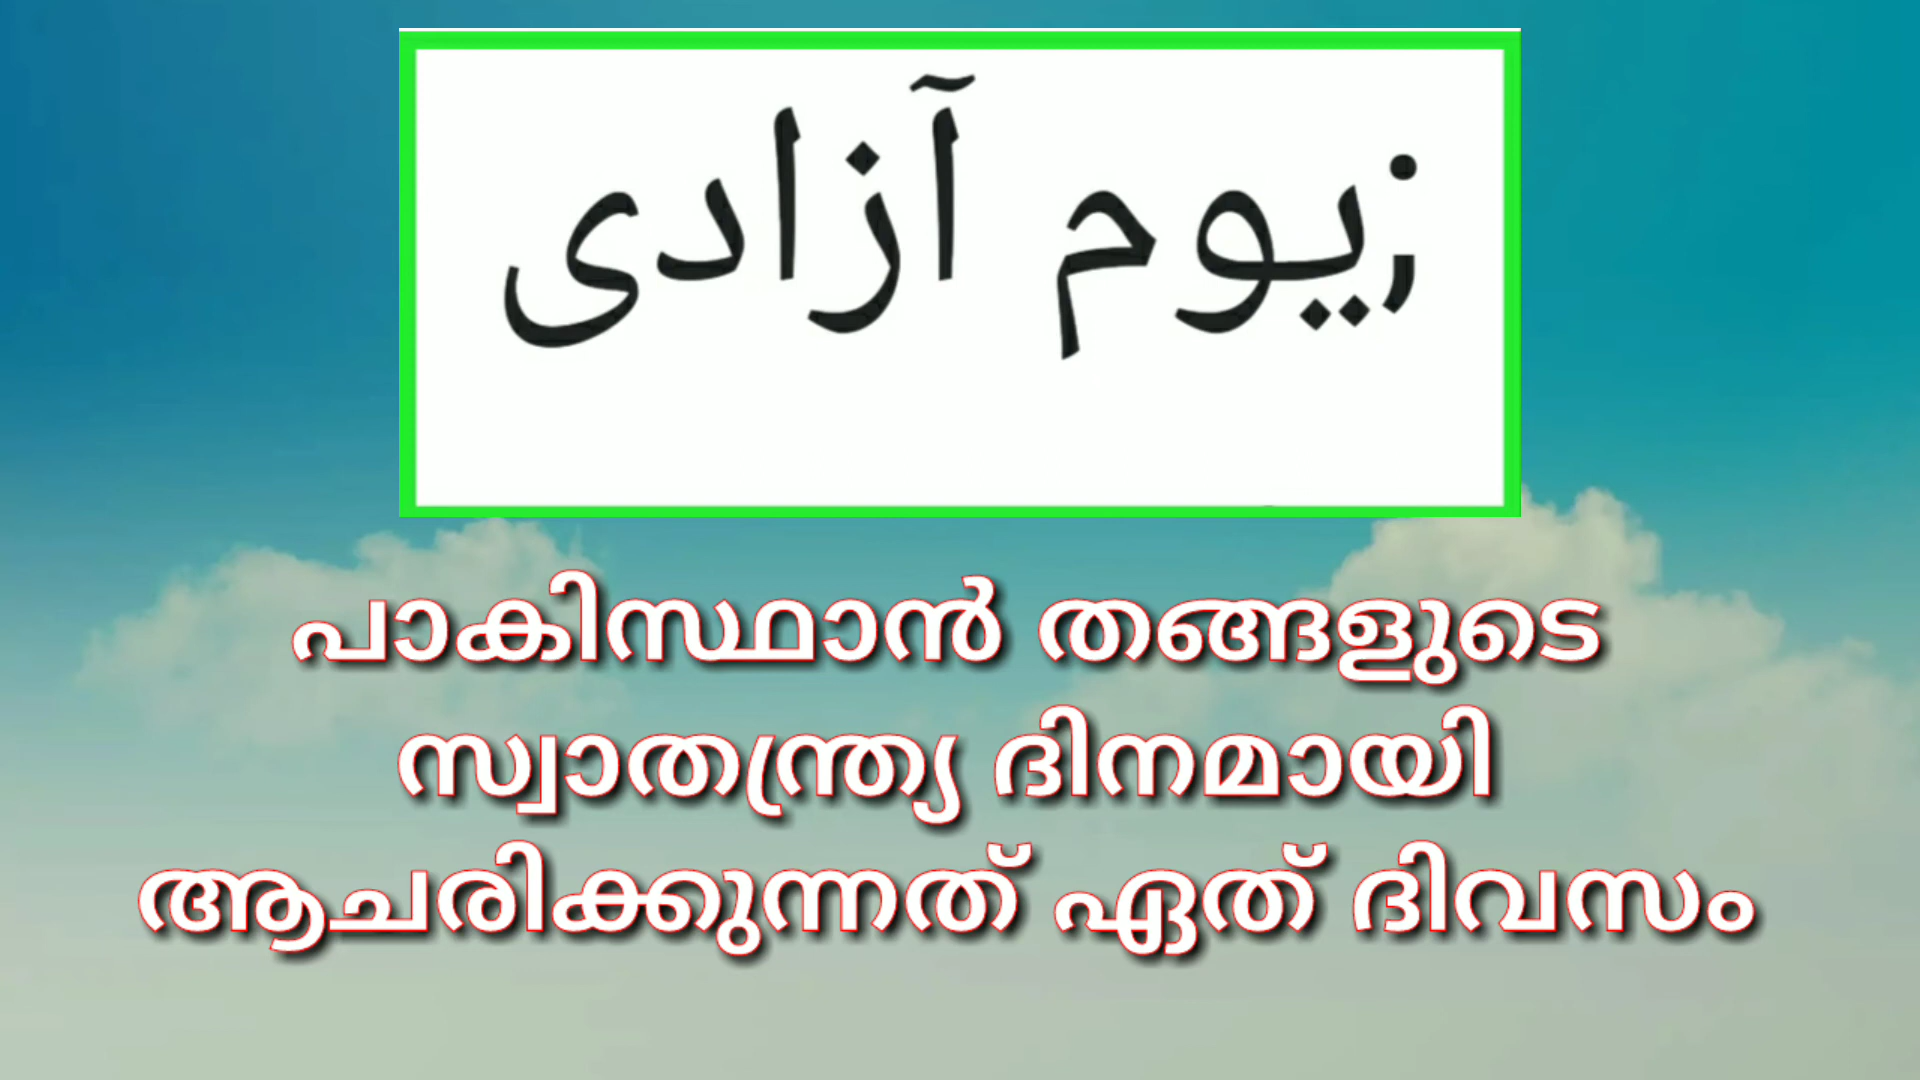 ;یوم آزادی
പാകിസ്ഥാൻ തങ്ങളുടെ
സ്വാതന്ത്ര്യ ദിനമായി
ആചരിക്കുന്നത് ഏത് ദിവസം